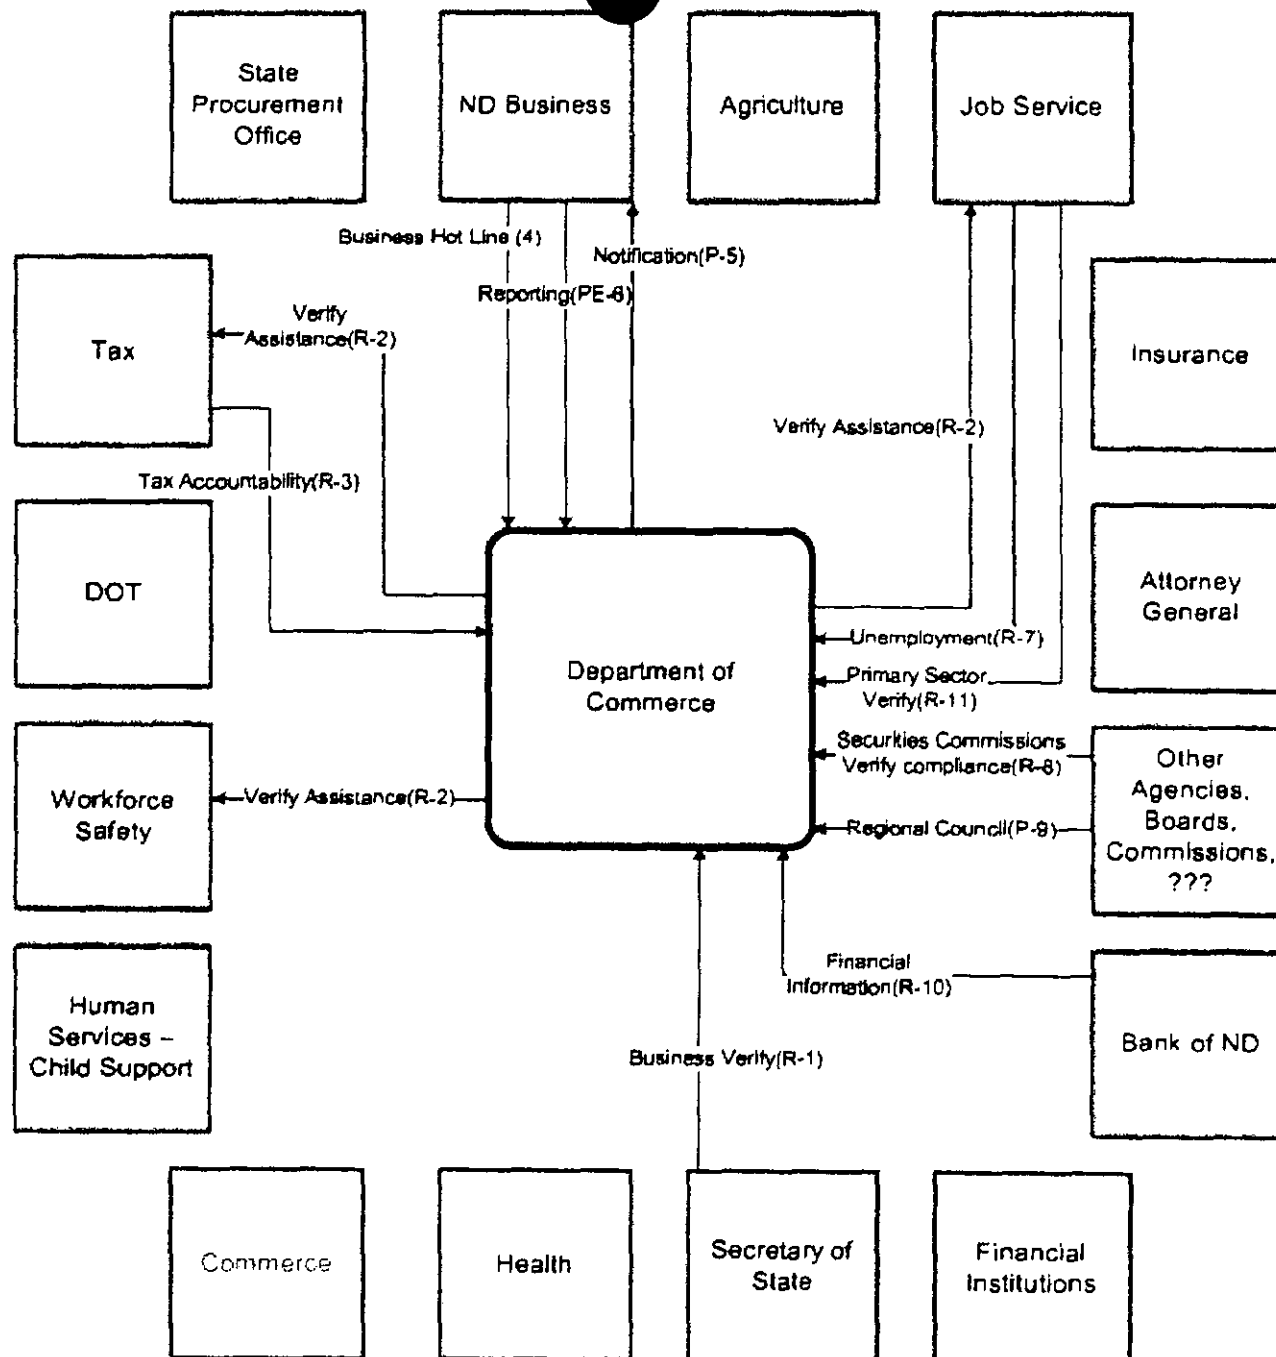 State
Procurement
Office
ND Business
Agriculture
Job Service
Business Hot Line (4)
Notification(P-5)
Reporting(PE-6)
Verify
Assistance(R-2)
Tax
Insurance
Verify Assistance(R-2)
Tax Accountability(R-3)
DOT
Attorney
General
Unemployment(R-7)
Department of
Commerce
Primary Sector
Verify(R-11)
Securities Commissions
Verify compliance(R-8)
Other
Agencies,
Boards,
Commissions,
???
Workforce
Safety
Verify Assistance(R-2)
Regional Council(P-9)
Financial
Information(R-10)
Human
Services –
Child Support
Bank of ND
Business Verify(R-1)
Commerce
Health
Secretary of
State
Financial
Institutions